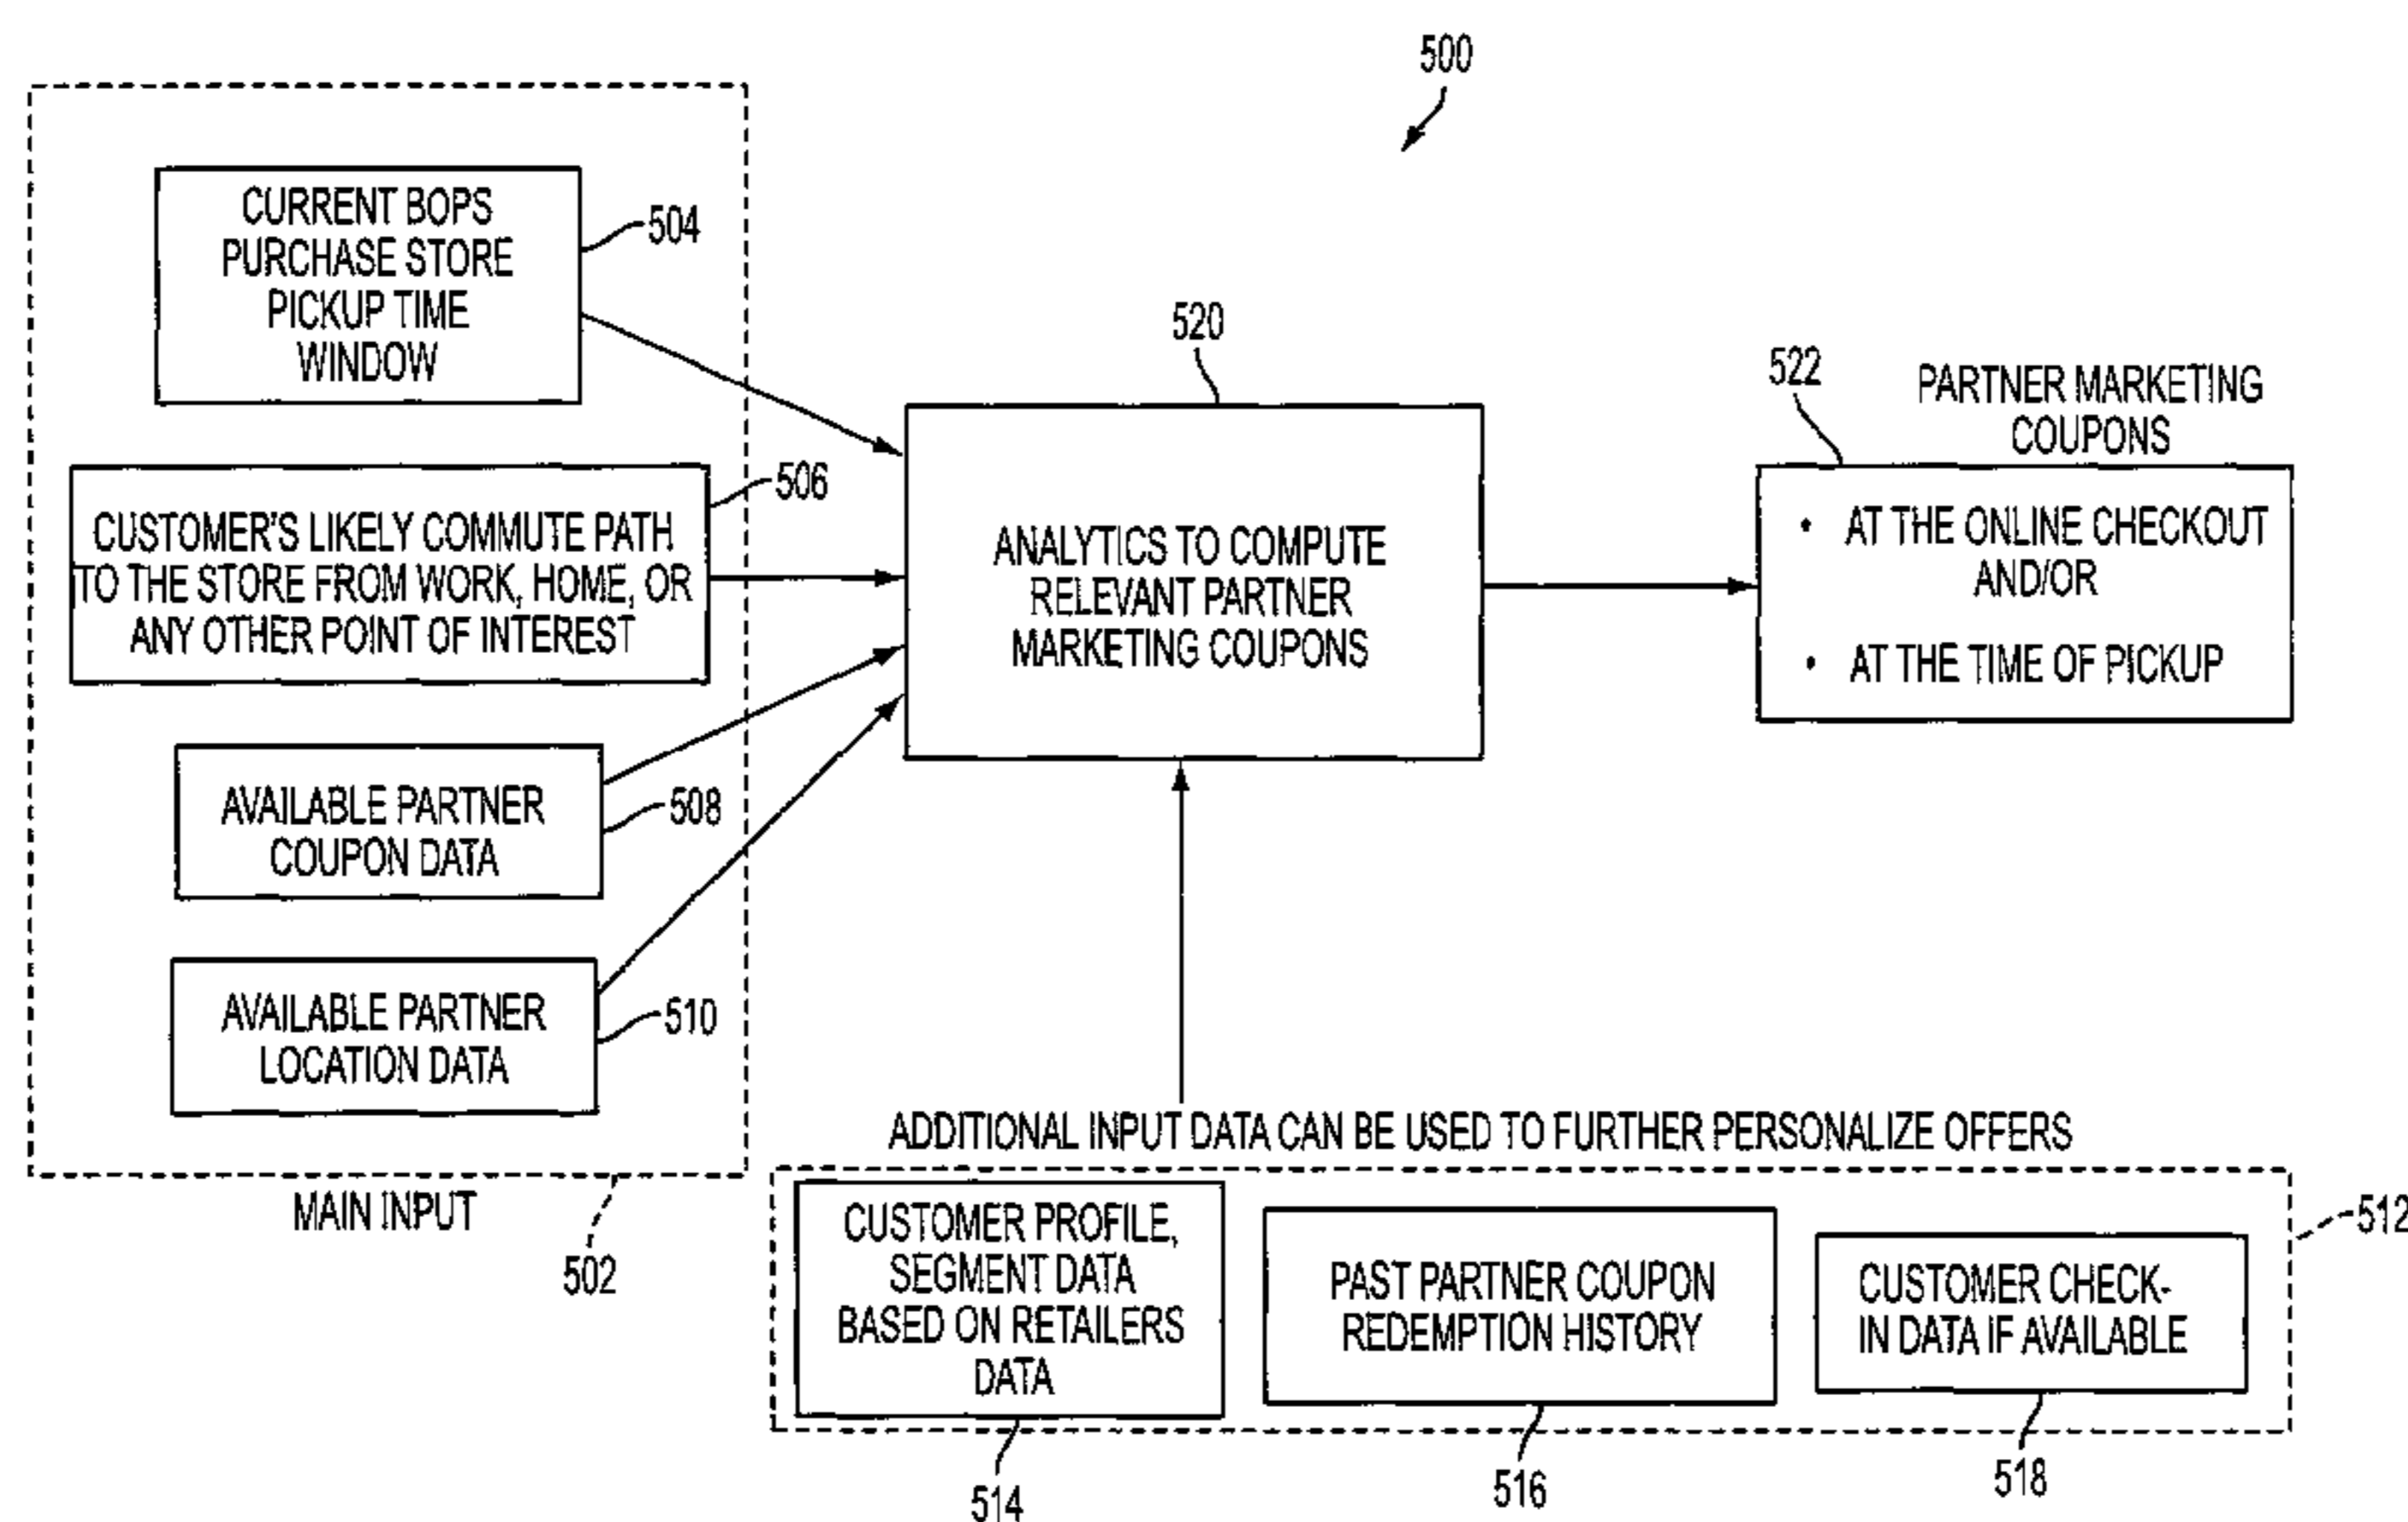 500
CURRENT BOPS
PURCHASE STORE
PICKUP TIME
WINDOW
504
CUSTOMER'S LIKELY COMMUTE PATH
TO THE STORE FROM WORK, HOME, OR
ANY OTHER POINT OF INTEREST
506
AVAILABLE PARTNER
COUPON DATA
508
AVAILABLE PARTNER
LOCATION DATA
510
MAIN INPUT
502
520
ANALYTICS TO COMPUTE
RELEVANT PARTNER
MARKETING COUPONS
522
PARTNER MARKETING
COUPONS
• AT THE ONLINE CHECKOUT
AND/OR
• AT THE TIME OF PICKUP
ADDITIONAL INPUT DATA CAN BE USED TO FURTHER PERSONALIZE OFFERS
512
CUSTOMER PROFILE,
SEGMENT DATA
BASED ON RETAILERS
DATA
514
PAST PARTNER COUPON
REDEMPTION HISTORY
516
CUSTOMER CHECK-
IN DATA IF AVAILABLE
518